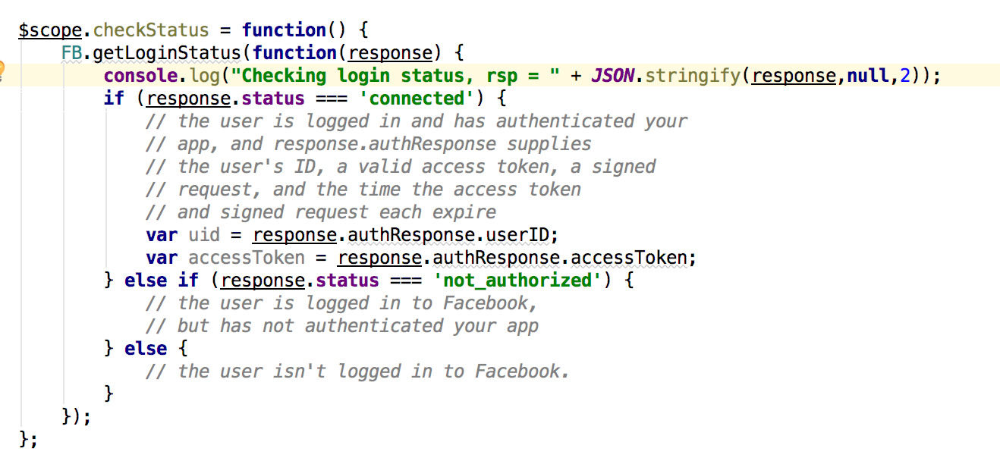 $scope.checkStatus = function() {
    FB.getLoginStatus(function(response) {
        console.log("Checking login status, rsp = " + JSON.stringify(response,null,2));
        if (response.status === 'connected') {
            // the user is logged in and has authenticated your
            // app, and response.authResponse supplies
            // the user's ID, a valid access token, a signed
            // request, and the time the access token
            // and signed request each expire
            var uid = response.authResponse.userID;
            var accessToken = response.authResponse.accessToken;
        } else if (response.status === 'not_authorized') {
            // the user is logged in to Facebook,
            // but has not authenticated your app
        } else {
            // the user isn't logged in to Facebook.
        }
    });
};